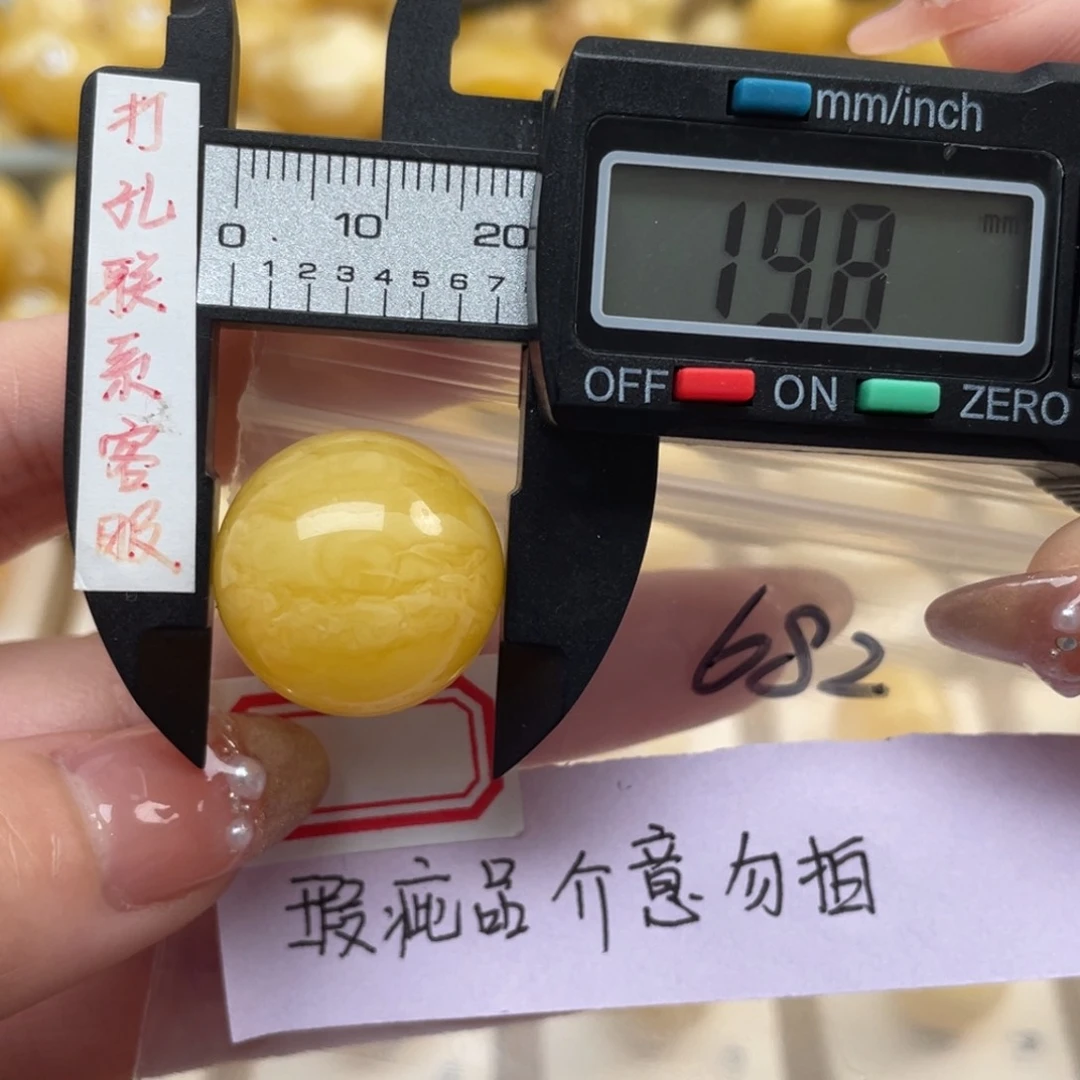 打孔联系客服
mm/inch
0 10 20
1 2 3 4 5 6 7
19.8 mm
OFF ON ZERO
682
瑕疵品介意勿拍